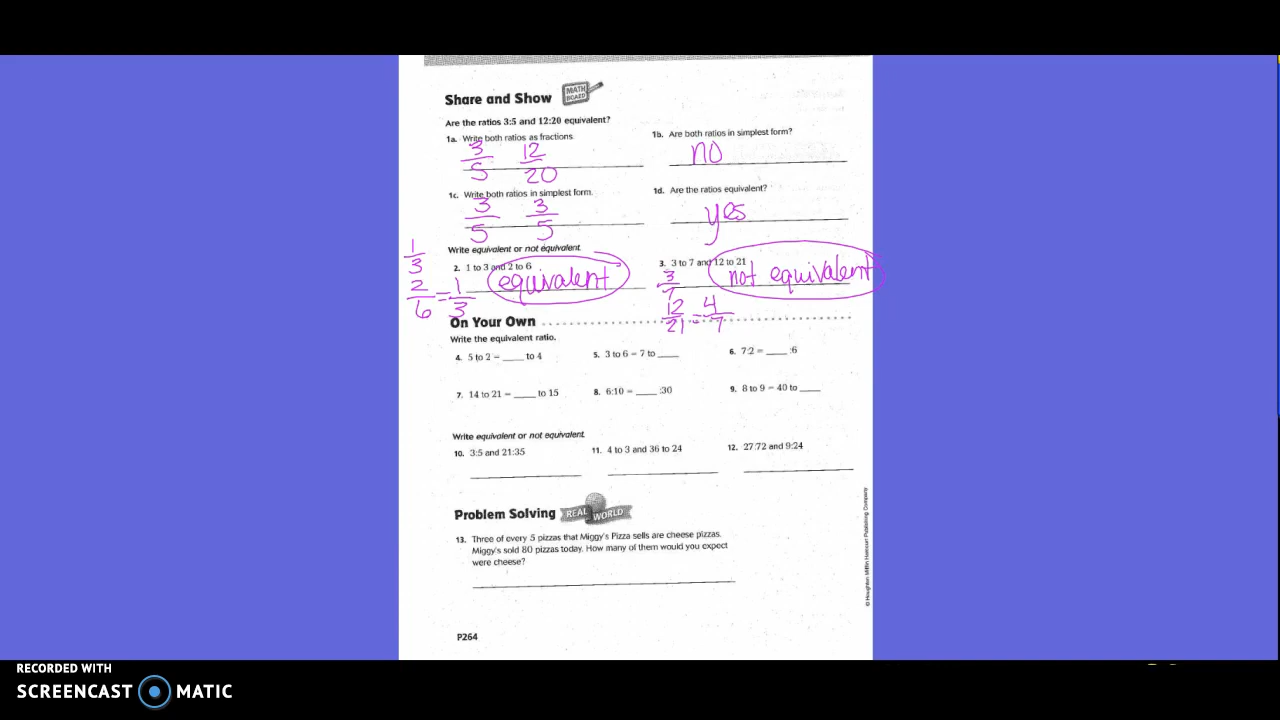 Share and Show MATH BOARD
Are the ratios 3:5 and 12:20 equivalent?
1a. Write both ratios as fractions.
3/5 12/20
1b. Are both ratios in simplest form?
no
1c. Write both ratios in simplest form.
3/5 3/5
1d. Are the ratios equivalent?
yes
Write equivalent or not equivalent.
2. 1 to 3 and 2 to 6
1/3
2/6 = 1/3
equivalent
3. 3 to 7 and 12 to 21
3/7
12/21 = 4/7
not equivalent
On Your Own
Write the equivalent ratio.
4. 5 to 2 = ____ to 4
5. 3 to 6 = 7 to ____
6. 7:2 = ____ :6
7. 14 to 21 = ____ to 15
8. 6:10 = ____ :30
9. 8 to 9 = 40 to ____
Write equivalent or not equivalent.
10. 3:5 and 21:35
11. 4 to 3 and 36 to 24
12. 27:72 and 9:24
Problem Solving REAL WORLD
13. Three of every 5 pizzas that Miggy's Pizza sells are cheese pizzas.
Miggy's sold 80 pizzas today. How many of them would you expect
were cheese?
© Houghton Mifflin Harcourt Publishing Company
P264
RECORDED WITH
SCREENCAST MATIC